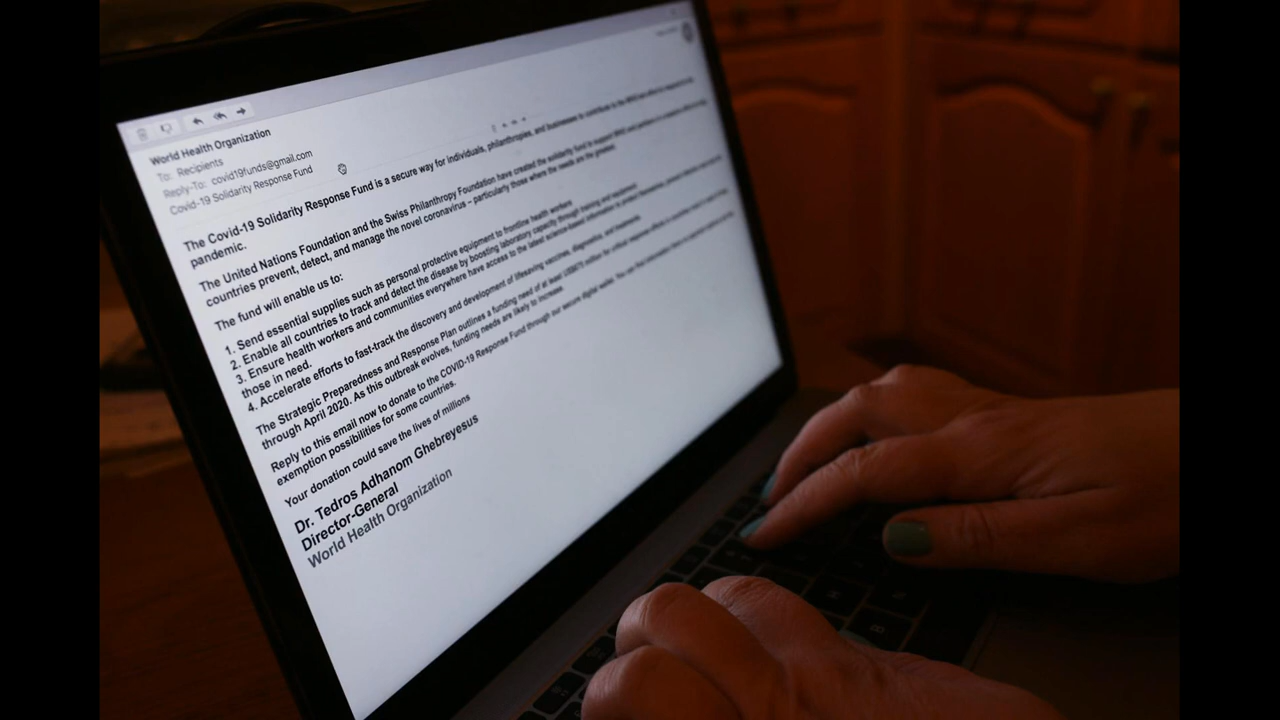 World Health Organization
To: Recipients
Reply-To: covid19funds@gmail.com
Covid-19 Solidarity Response Fund
The Covid-19 Solidarity Response Fund is a secure way for individuals, philanthropies, and businesses to contribute to the WHO-led effort to respond to the
pandemic.
The United Nations Foundation and the Swiss Philanthropy Foundation have created the solidarity fund to support WHO and partners in a massive effort to help
countries prevent, detect, and manage the novel coronavirus – particularly those where the needs are the greatest.
The fund will enable us to:
1. Send essential supplies such as personal protective equipment to frontline health workers
2. Enable all countries to track and detect the disease by boosting laboratory capacity through training and equipment.
3. Ensure health workers and communities everywhere have access to the latest science-based information to protect themselves, prevent infection and care for
those in need.
4. Accelerate efforts to fast-track the discovery and development of lifesaving vaccines, diagnostics, and treatments
The Strategic Preparedness and Response Plan outlines a funding need of at least US$675 million for critical response efforts in countries most in need
through April 2020. As this outbreak evolves, funding needs are likely to increase.
Reply to this email now to donate to the COVID-19 Response Fund through our secure digital wallet. You can find information
exemption possibilities for some countries.
Your donation could save the lives of millions
Dr. Tedros Adhanom Ghebreyesus
Director-General
World Health Organization